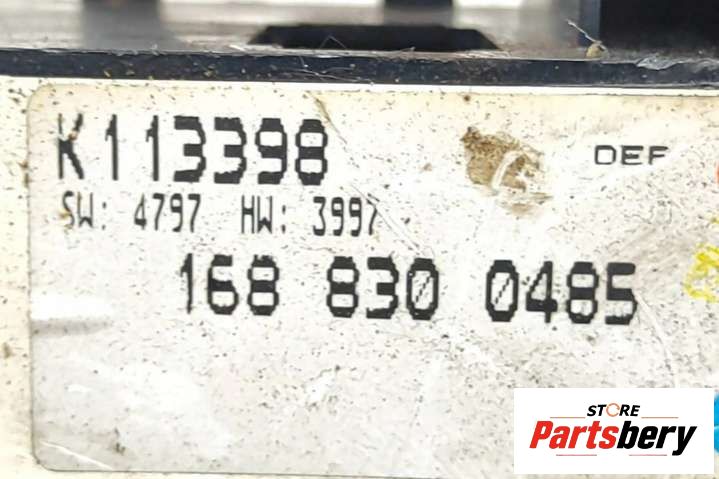 K113398
DEF
SW: 4797 HW: 3997
168 830 0485
STORE
Partsbery